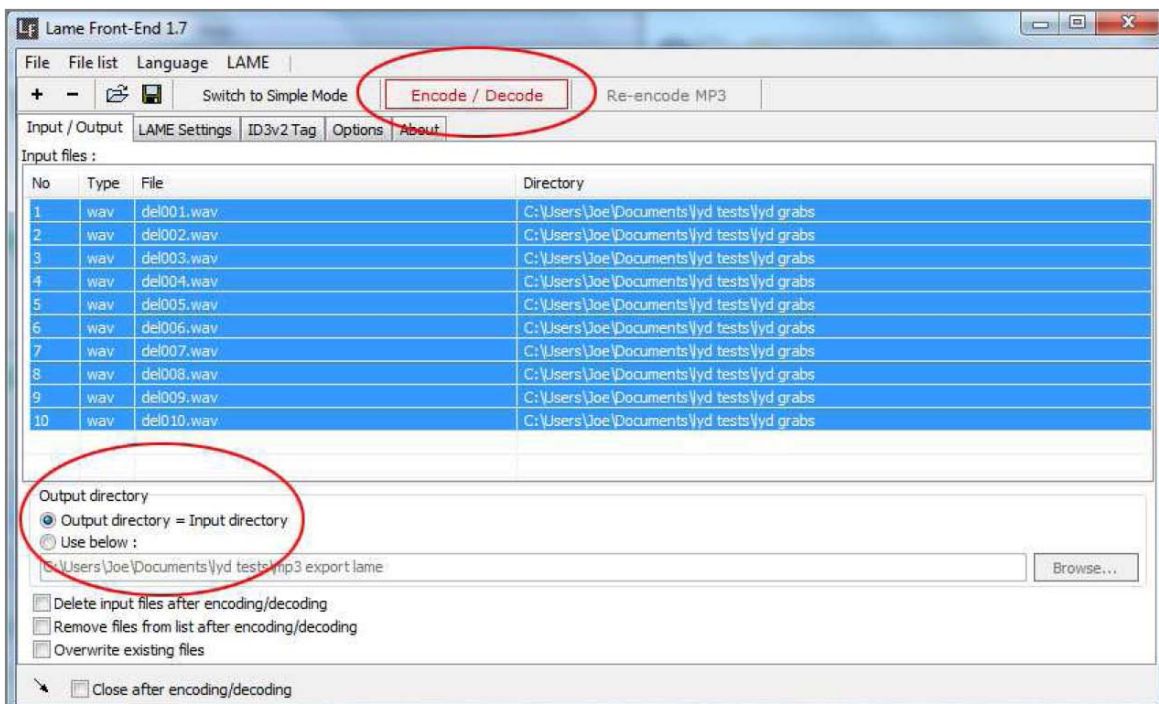 LF Lame Front-End 1.7
File File list Language LAME
+ - Switch to Simple Mode Encode / Decode Re-encode MP3
Input / Output LAME Settings ID3v2 Tag Options About
Input files :
No Type File Directory
1 wav del001.wav C:\Users\Joe\Documents\lyd tests\lyd grabs
2 wav del002.wav C:\Users\Joe\Documents\lyd tests\lyd grabs
3 wav del003.wav C:\Users\Joe\Documents\lyd tests\lyd grabs
4 wav del004.wav C:\Users\Joe\Documents\lyd tests\lyd grabs
5 wav del005.wav C:\Users\Joe\Documents\lyd tests\lyd grabs
6 wav del006.wav C:\Users\Joe\Documents\lyd tests\lyd grabs
7 wav del007.wav C:\Users\Joe\Documents\lyd tests\lyd grabs
8 wav del008.wav C:\Users\Joe\Documents\lyd tests\lyd grabs
9 wav del009.wav C:\Users\Joe\Documents\lyd tests\lyd grabs
10 wav del010.wav C:\Users\Joe\Documents\lyd tests\lyd grabs
Output directory
Output directory = Input directory
Use below :
C:\Users\Joe\Documents\lyd tests\mp3 export lame Browse...
Delete input files after encoding/decoding
Remove files from list after encoding/decoding
Overwrite existing files
Close after encoding/decoding